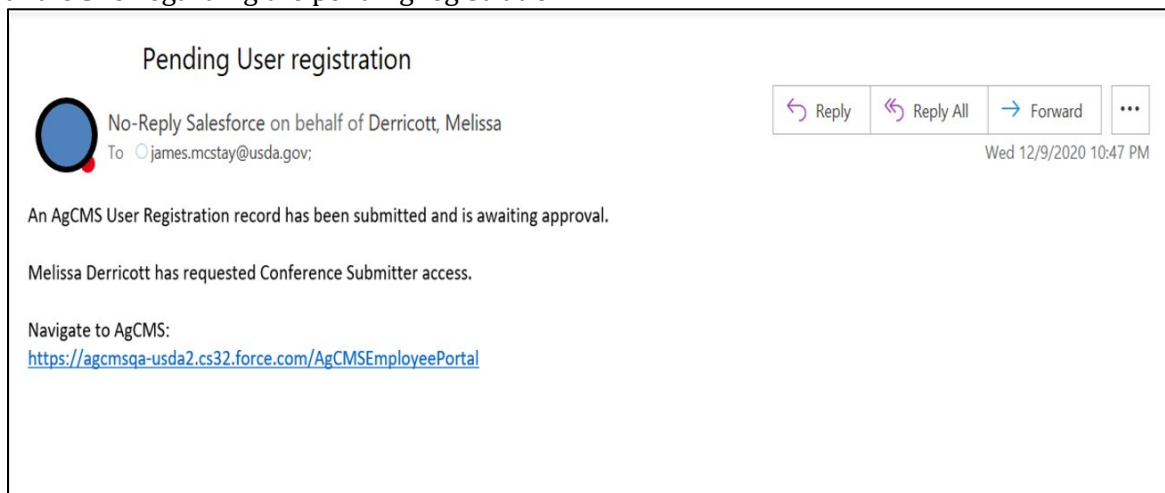 Pending User registration
No-Reply Salesforce on behalf of Derricott, Melissa
To james.mcstay@usda.gov;
Reply
Reply All
Forward
...
Wed 12/9/2020 10:47 PM
An AgCMS User Registration record has been submitted and is awaiting approval.
Melissa Derricott has requested Conference Submitter access.
Navigate to AgCMS:
https://agcmsqa-usda2.cs32.force.com/AgCMSEmployeePortal